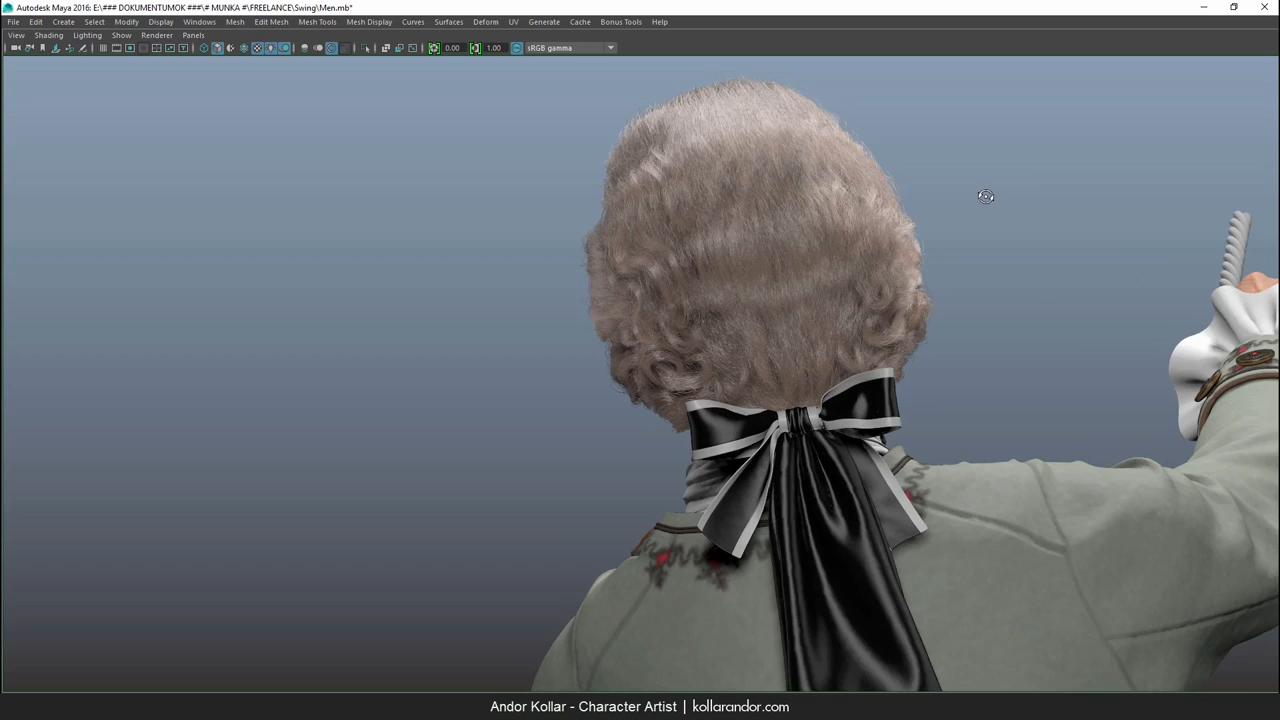 Autodesk Maya 2016: E:\### DOKUMENTUMOK ###\# MUNKA #\FREELANCE\Swing\Men.mb*
File Edit Create Select Modify Display Windows Mesh Edit Mesh Mesh Tools Mesh Display Curves Surfaces Deform UV Generate Cache Bonus Tools Help
View Shading Lighting Show Renderer Panels
0.00 1.00 sRGB gamma
Andor Kollar - Character Artist | kollarandor.com